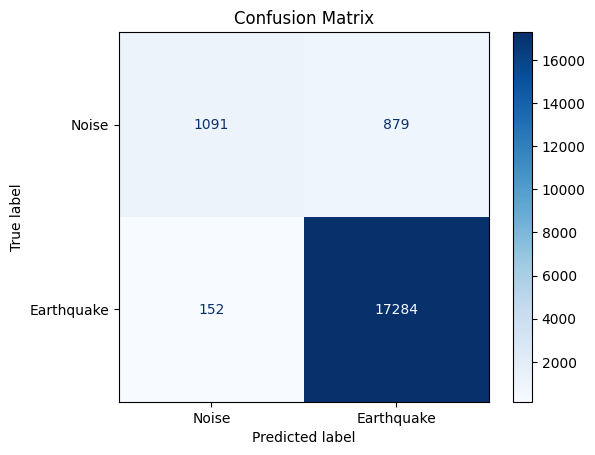 Confusion Matrix
True label
Noise
Earthquake
1091
879
152
17284
Noise
Earthquake
Predicted label
16000
14000
12000
10000
8000
6000
4000
2000